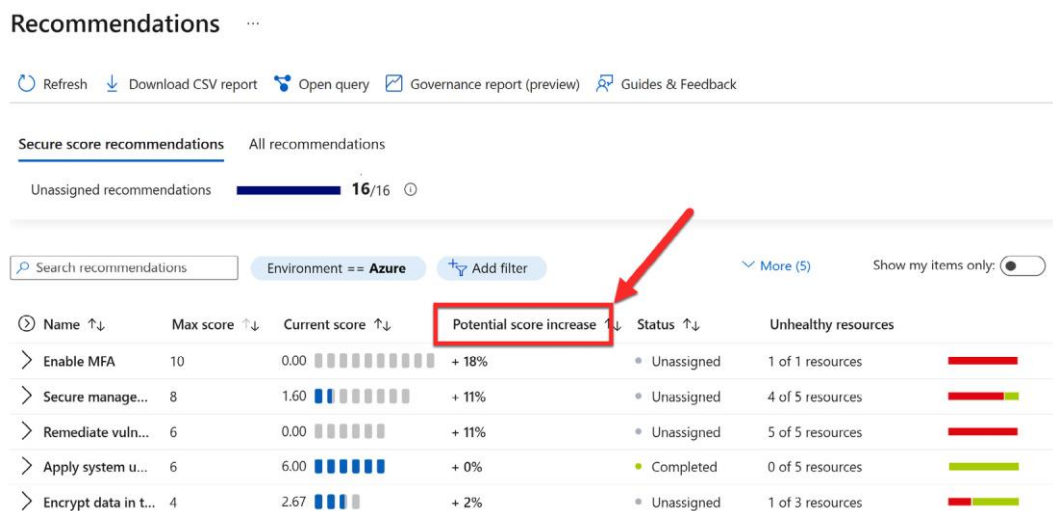 Recommendations ...
Refresh Download CSV report Open query Governance report (preview) Guides & Feedback
Secure score recommendations All recommendations
Unassigned recommendations 16/16
Search recommendations Environment == Azure Add filter More (5) Show my items only:
Name Max score Current score Potential score increase Status Unhealthy resources
Enable MFA 10 0.00 + 18% Unassigned 1 of 1 resources
Secure manage... 8 1.60 + 11% Unassigned 4 of 5 resources
Remediate vuln... 6 0.00 + 11% Unassigned 5 of 5 resources
Apply system u... 6 6.00 + 0% Completed 0 of 5 resources
Encrypt data in t... 4 2.67 + 2% Unassigned 1 of 3 resources